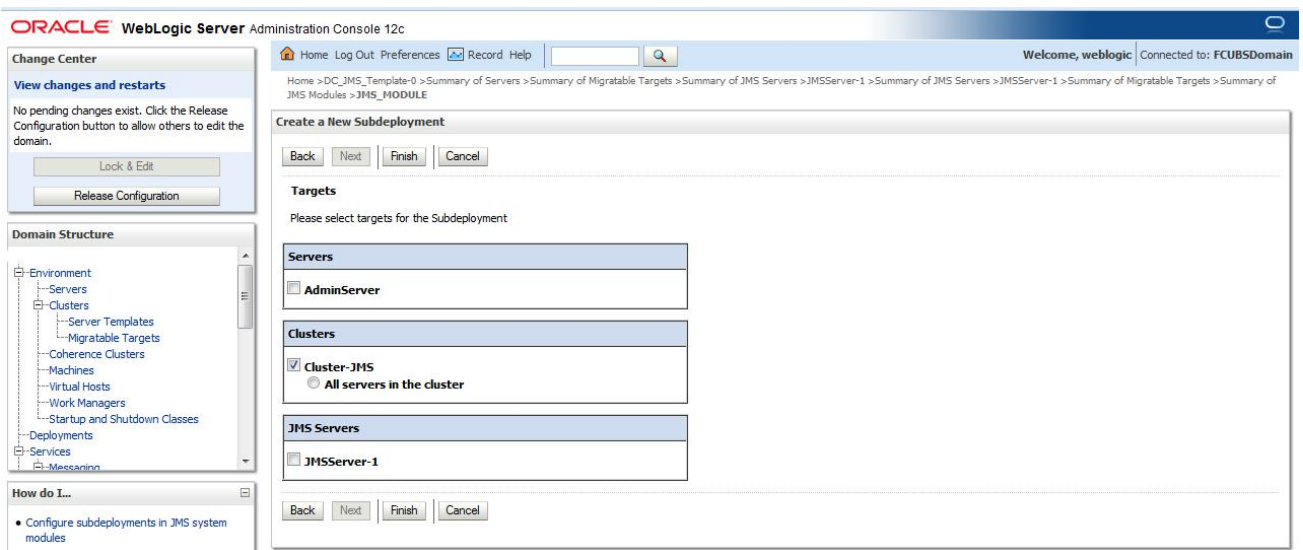 ORACLE WebLogic Server Administration Console 12c
Change Center
View changes and restarts
No pending changes exist. Click the Release
Configuration button to allow others to edit the
domain.
Lock & Edit
Release Configuration
Domain Structure
Environment
Servers
Clusters
Server Templates
Migratable Targets
Coherence Clusters
Machines
Virtual Hosts
Work Managers
Startup and Shutdown Classes
Deployments
Services
Messaging
How do I...
Configure subdeployments in JMS system
modules
Home Log Out Preferences Record Help
Welcome, weblogic Connected to: FCUBSDomain
Home >DC_JMS_Template-0 >Summary of Servers >Summary of Migratable Targets >Summary of JMS Servers >JMSServer-1 >Summary of JMS Servers >JMSServer-1 >Summary of Migratable Targets >Summary of
JMS Modules >JMS_MODULE
Create a New Subdeployment
Back Next Finish Cancel
Targets
Please select targets for the Subdeployment
Servers
AdminServer
Clusters
Cluster-JMS
All servers in the cluster
JMS Servers
JMSServer-1
Back Next Finish Cancel